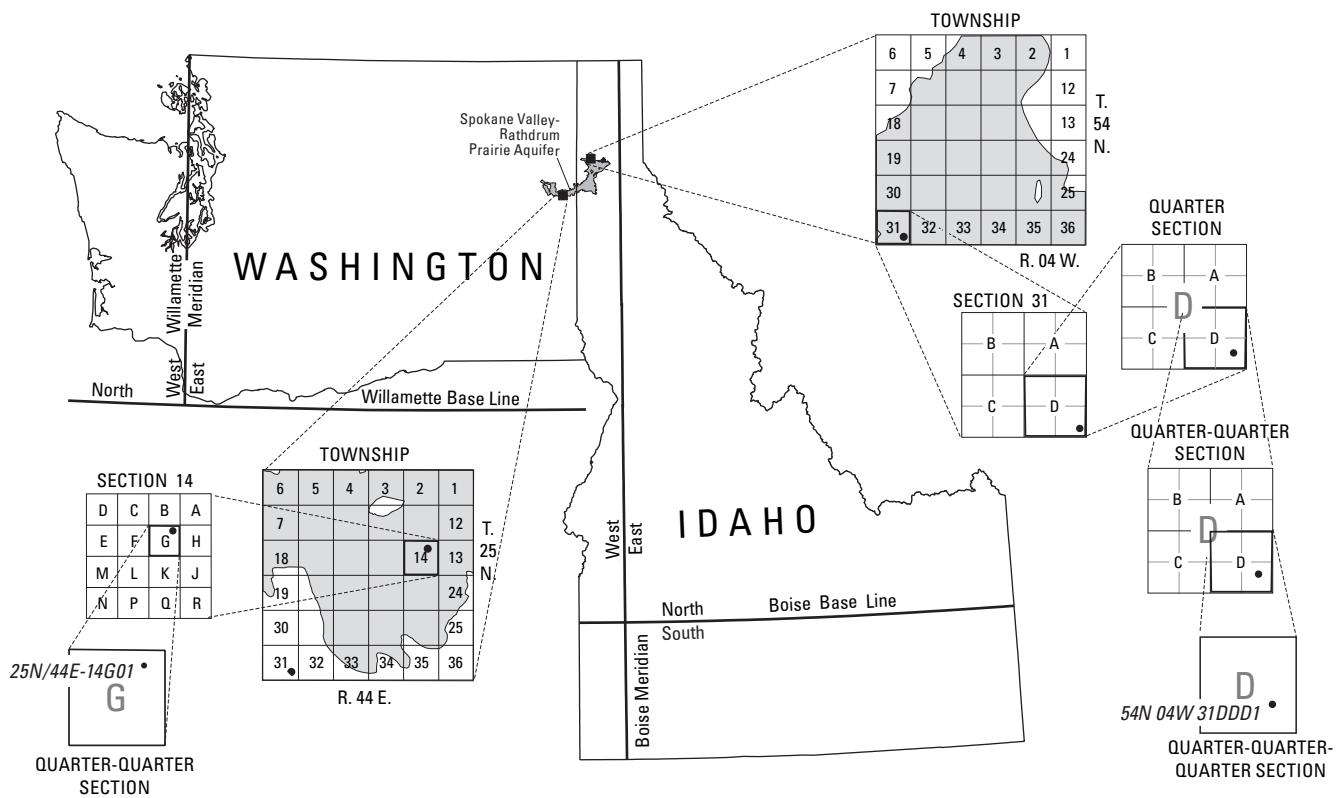 TOWNSHIP
6 5 4 3 2 1
7 12
18 13
19 24
30 25
31 32 33 34 35 36
T.
54
N.
R. 04 W.
Spokane Valley-
Rathdrum
Prairie Aquifer
WASHINGTON
Willamette
Meridian
West
East
North
Willamette Base Line
QUARTER
SECTION
B A
D
C D
SECTION 31
B A
C D
QUARTER-QUARTER
SECTION
B A
D
C D
D
54N 04W 31DDD1
QUARTER-QUARTER-
QUARTER SECTION
SECTION 14
D C B A
E F G H
M L K J
N P Q R
TOWNSHIP
6 5 4 3 2 1
7 12
18 14 13
19 24
30 25
31 32 33 34 35 36
T.
25
N.
R. 44 E.
25N/44E-14G01
G
QUARTER-QUARTER
SECTION
IDAHO
West
East
North
South
Boise Base Line
Boise Meridian